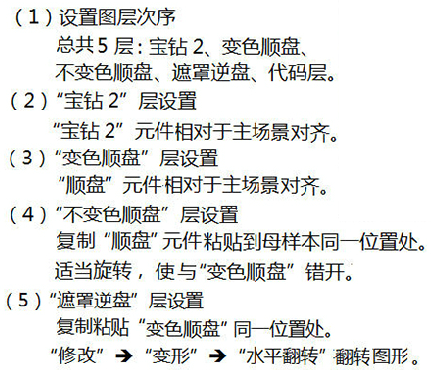 （1）设置图层次序
总共5层：宝钻2、变色顺盘、
不变色顺盘、遮罩逆盘、代码层。
（2）“宝钻2”层设置
“宝钻2”元件相对于主场景对齐。
（3）“变色顺盘”层设置
“顺盘”元件相对于主场景对齐。
（4）“不变色顺盘”层设置
复制“顺盘”元件粘贴到母样本同一位置处。
适当旋转，使与“变色顺盘”错开。
（5）“遮罩逆盘”层设置
复制粘贴“变色顺盘”同一位置处。
“修改”➔“变形”➔“水平翻转”翻转图形。